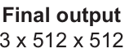 Final output
3 x 512 x 512